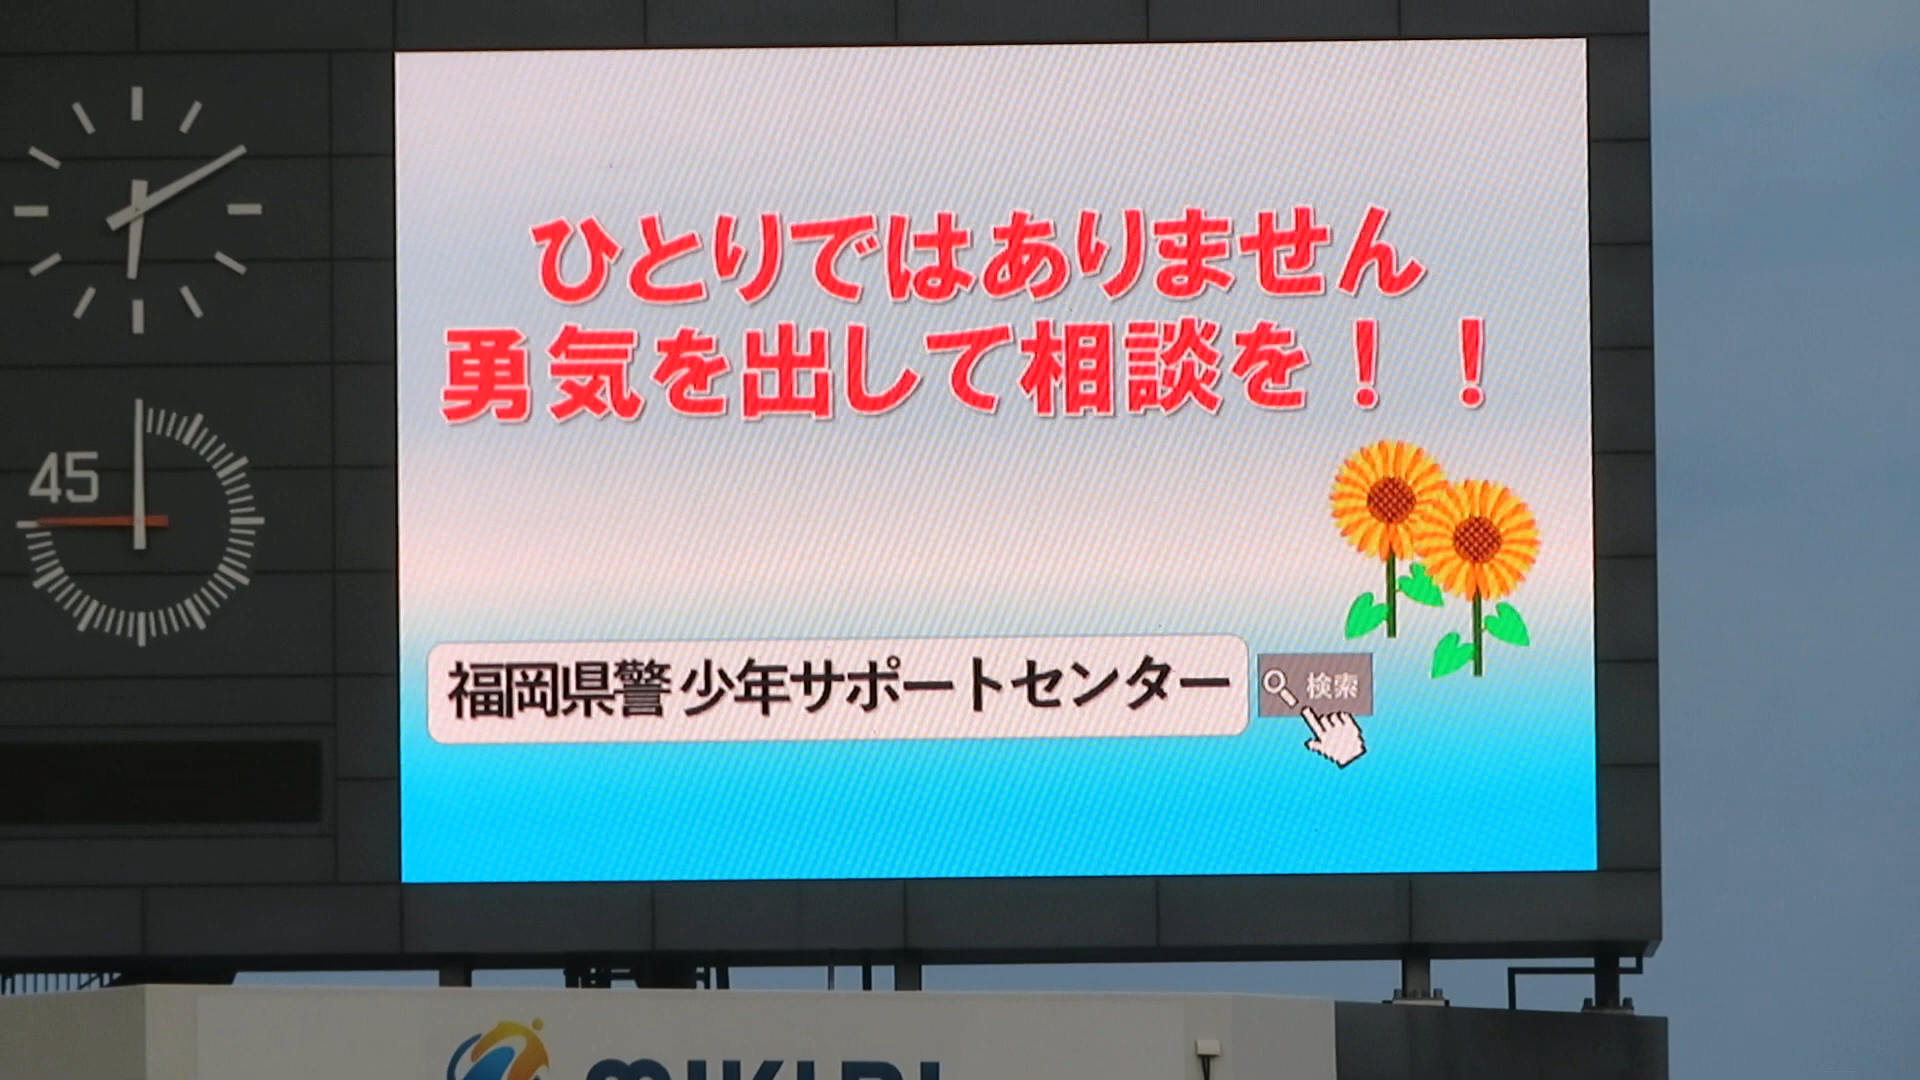 ひとりではありません
勇気を出して相談を！！
45
福岡県警 少年サポートセンター
検索